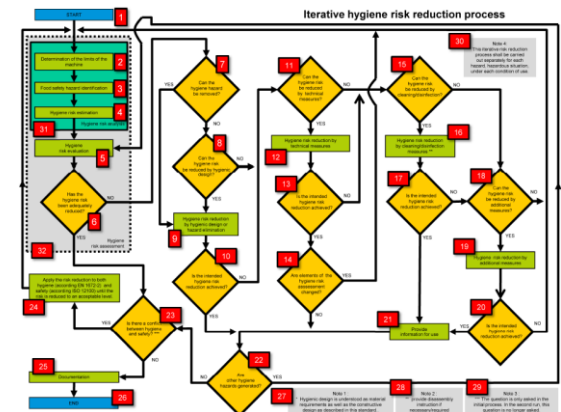 Iterative hygiene risk reduction process
START
1
Determination of the limits of the
machine
2
Food safety hazard identification
3
Hygiene risk estimation
4
Hygiene risk analysis
31
Hygiene
risk evaluation
5
Has the
hygiene risk
been adequately
reduced?
6
NO
YES
32
Hygiene
risk assessment
7
Can the
hygiene hazard
be removed?
YES
NO
8
Can the
hygiene risk
be reduced by hygienic
design?
NO
YES
Hygiene risk reduction
by hygienic design or
hazard elimination
9
10
Is the intended
hygiene risk
reduction achieved?
NO
YES
11
Can the
hygiene risk
be reduced
by technical
measures?
NO
YES
Hygiene risk reduction by
technical measures
12
13
Is the intended
hygiene risk
reduction achieved?
NO
YES
14
Are elements of the
risk
assessment
changed?
YES
NO
15
Can the
hygiene risk
be reduced by
cleaning/disinfection?
NO
YES
16
Hygiene risk reduction
by cleaning/disinfection
measures **
17
Is the intended
hygiene risk
reduction achieved?
NO
YES
18
Can the
hygiene risk
be reduced by
additional
measures?
NO
YES
19
Hygienic risk reduction by
additional measures
20
Is the intended
hygiene risk
reduction achieved?
NO
YES
21
Provide
information for use
22
Are
other hygiene
hazards generated?
NO
YES
23
Is there a
between hygiene
and safety? ***
YES
NO
Apply the risk reduction to both
hygiene (according EN 1672-2) and
safety (according ISO 12100) until
the risk is reduced to an acceptable level
24
25
Documentation
END
26
27
Note 1
* Hygienic design is understood as material
requirements as well as the constructive
design as described in this standard
28
Note 2
** provide disassembly
instruction if
necessary/required
29
Note 3
*** The question is only asked in the
initial process. In the second run, this
question is no longer asked
30
Note 4:
This iterative risk reduction
process shall be carried
out separately for each
hazard, hazardous situation,
under each condition of use